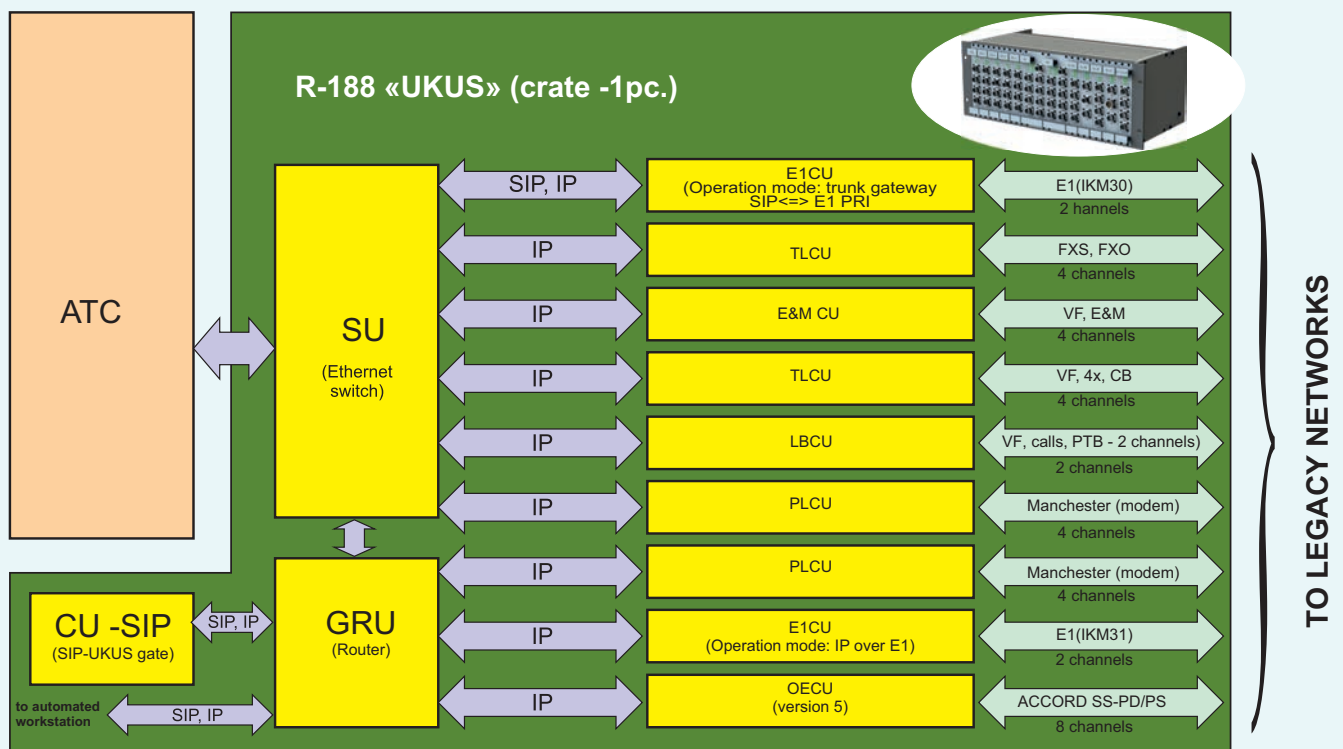 R-188 «UKUS» (crate -1pc.)
ATC
SU
(Ethernet
switch)
SIP, IP
E1CU
(Operation mode: trunk gateway
SIP<=> E1 PRI
E1(IKM30)
2 hannels
IP
TLCU
FXS, FXO
4 channels
IP
E&M CU
VF, E&M
4 channels
IP
TLCU
VF, 4x, CB
4 channels
IP
LBCU
VF, calls, PTB - 2 channels)
2 channels
IP
PLCU
Manchester (modem)
4 channels
GRU
(Router)
IP
PLCU
Manchester (modem)
4 channels
CU -SIP
(SIP-UKUS gate)
SIP, IP
IP
E1CU
(Operation mode: IP over E1)
E1(IKM31)
2 channels
to automated
workstation
SIP, IP
IP
OECU
(version 5)
ACCORD SS-PD/PS
8 channels
TO LEGACY NETWORKS